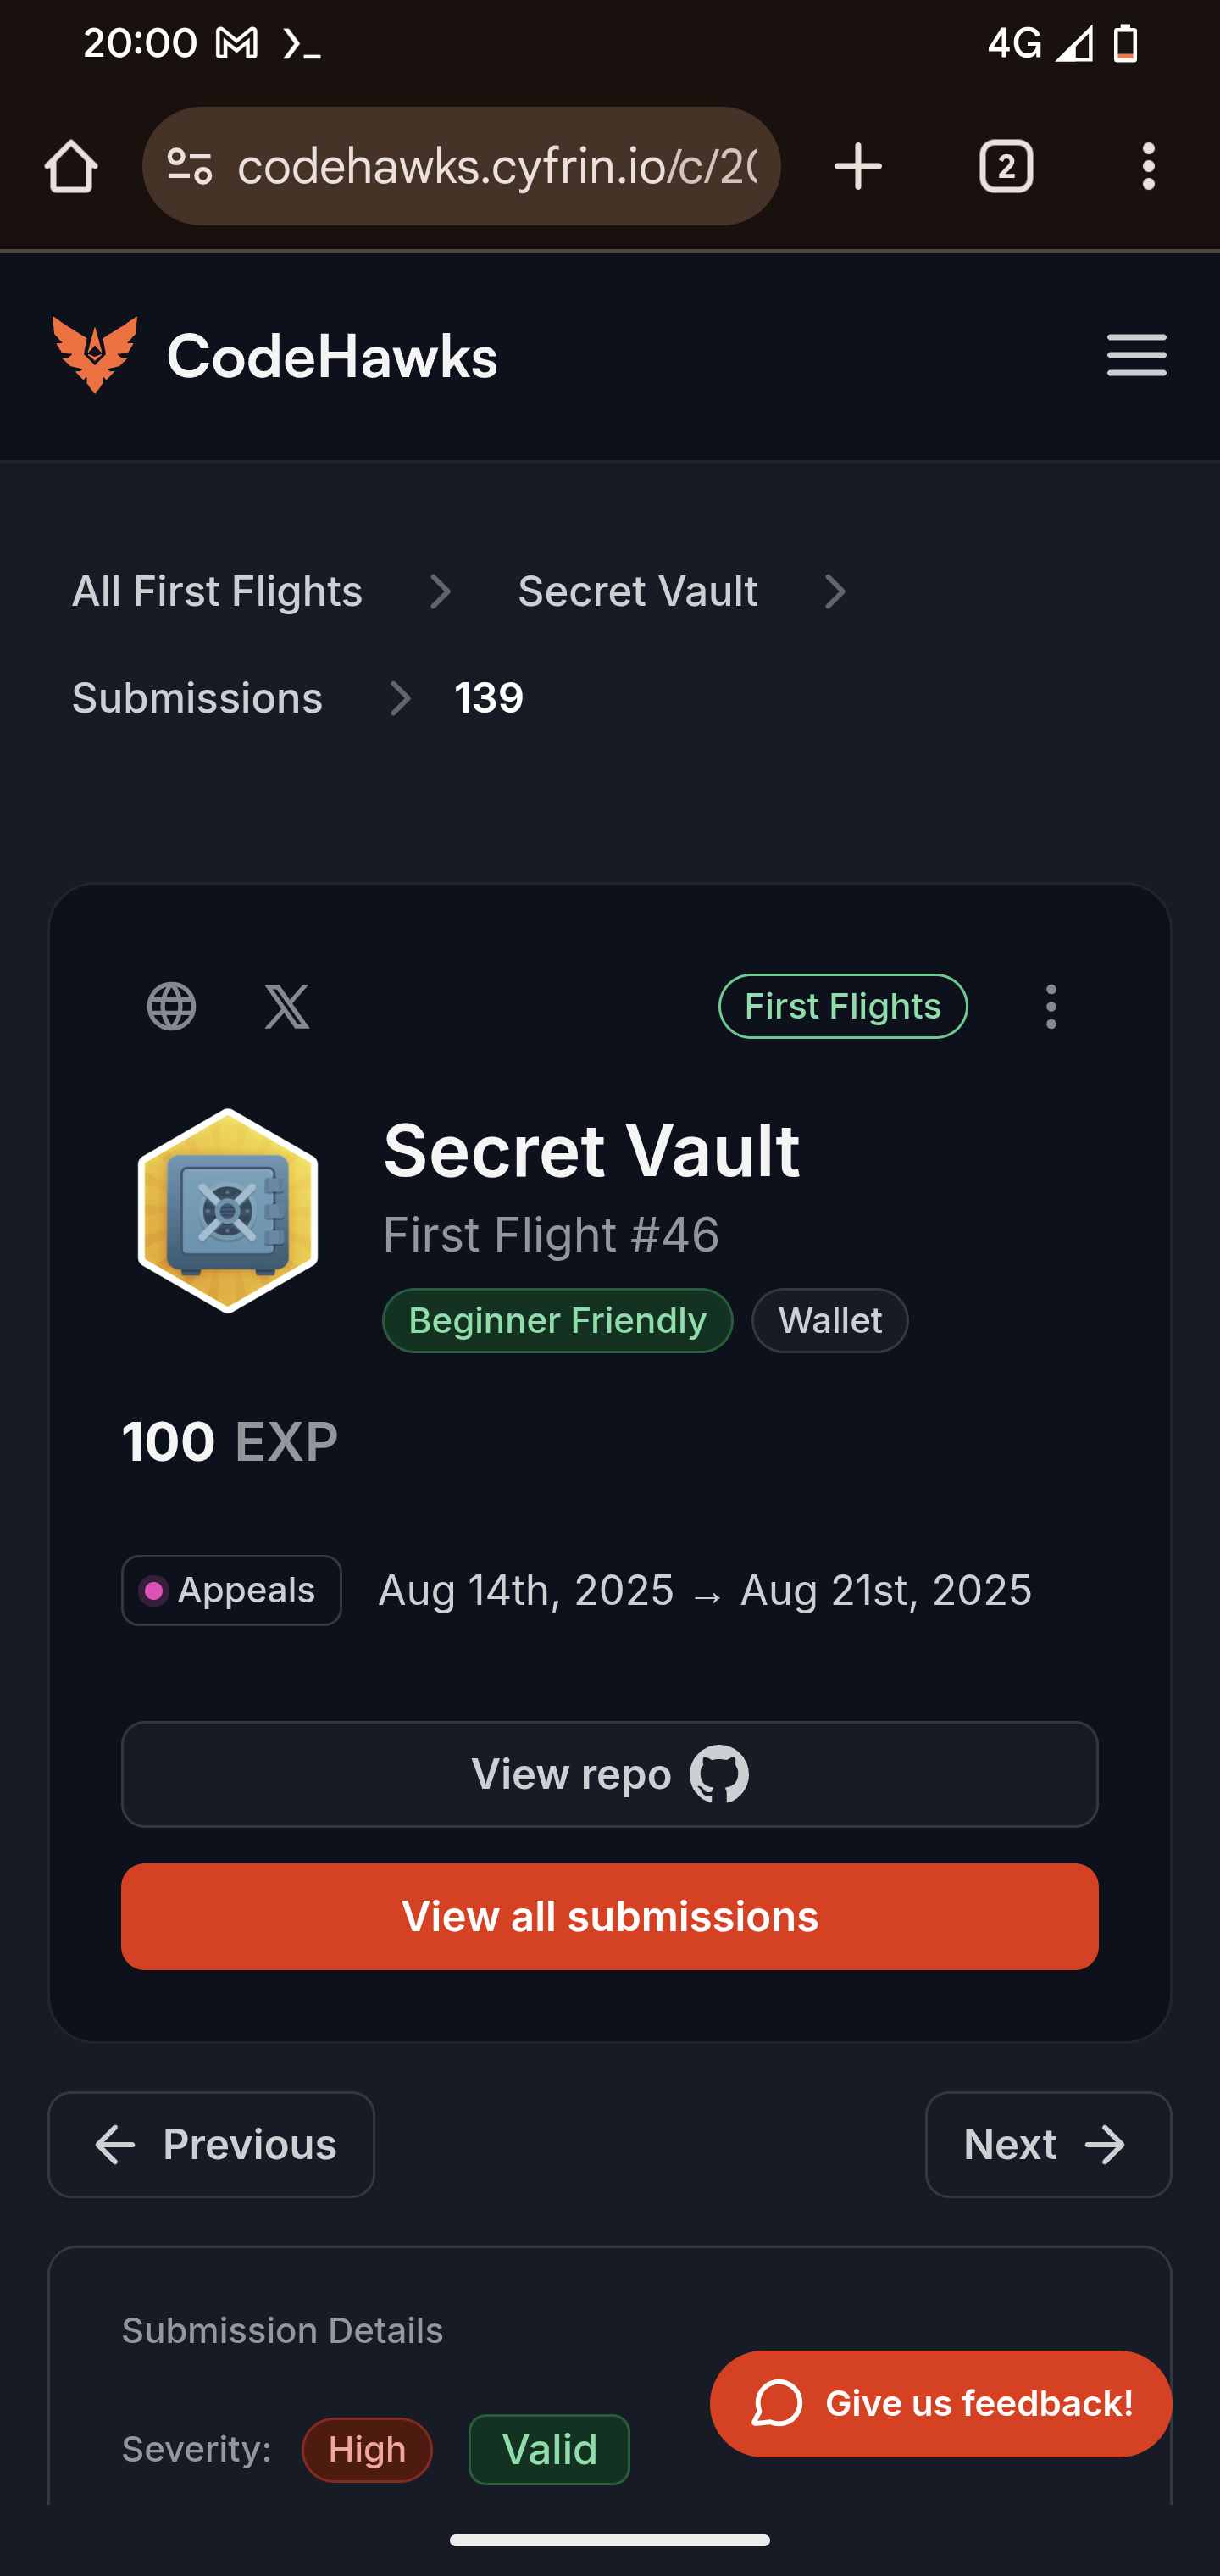 20:00
4G
codehawks.cyfrin.io/c/20
2
CodeHawks
All First Flights
Secret Vault
Submissions
139
First Flights
Secret Vault
First Flight #46
Beginner Friendly
Wallet
100 EXP
Appeals
Aug 14th, 2025 → Aug 21st, 2025
View repo
View all submissions
Previous
Next
Submission Details
Give us feedback!
Severity: High Valid